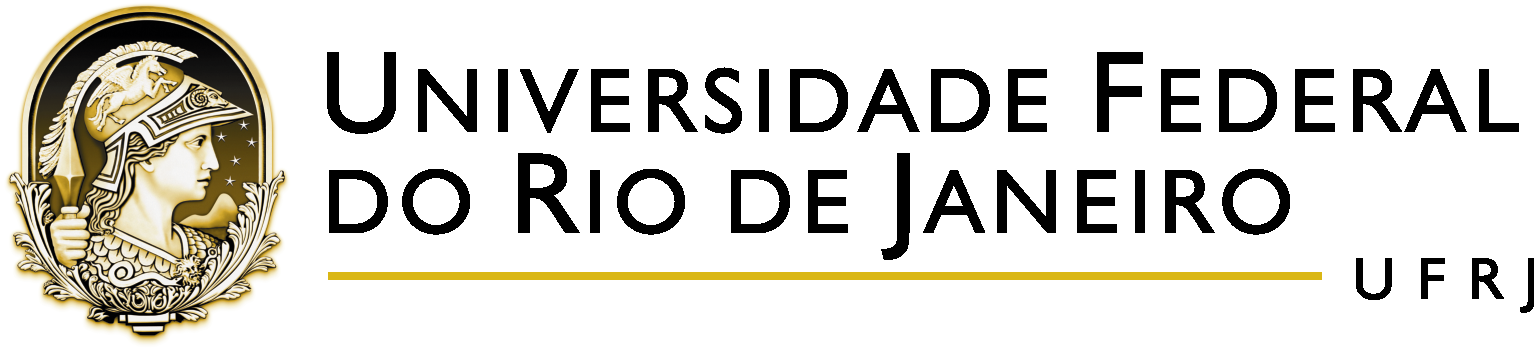 UNIVERSIDADE FEDERAL
DO RIO DE JANEIRO
UFRJ